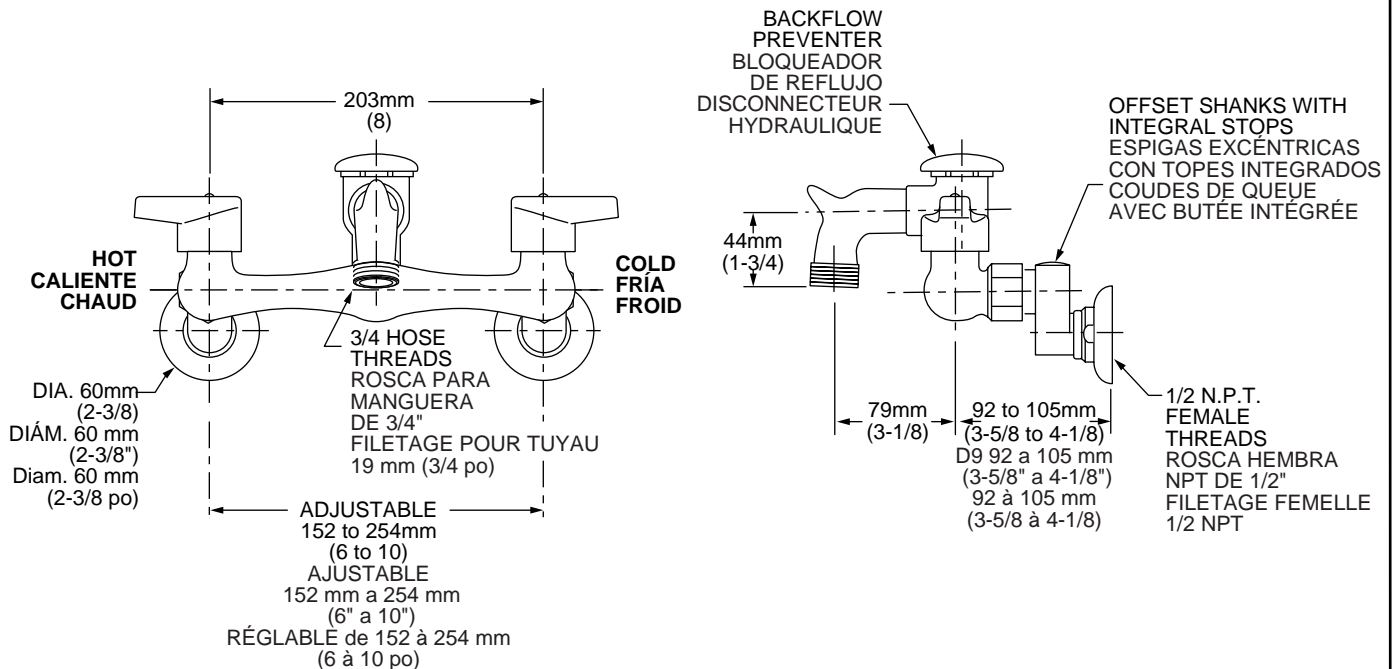 203mm
(8)
HOT
CALIENTE
CHAUD
COLD
FRÍA
FROID
3/4 HOSE
THREADS
ROSCA PARA
MANGUERA
DE 3/4"
FILETAGE POUR TUYAU
19 mm (3/4 po)
DIA. 60mm
(2-3/8)
DIÁM. 60 mm
(2-3/8")
Diam. 60 mm
(2-3/8 po)
ADJUSTABLE
152 to 254mm
(6 to 10)
AJUSTABLE
152 mm a 254 mm
(6" a 10")
RÉGLABLE de 152 à 254 mm
(6 à 10 po)
BACKFLOW
PREVENTER
BLOQUEADOR
DE REFLUJO
DISCONNECTEUR
HYDRAULIQUE
OFFSET SHANKS WITH
INTEGRAL STOPS
ESPIGAS EXCÉNTRICAS
CON TOPES INTEGRADOS
COUDES DE QUEUE
AVEC BUTÉE INTÉGRÉE
44mm
(1-3/4)
79mm
(3-1/8)
92 to 105mm
(3-5/8 to 4-1/8)
D9 92 a 105 mm
(3-5/8" a 4-1/8")
92 à 105 mm
(3-5/8 à 4-1/8)
1/2 N.P.T.
FEMALE
THREADS
ROSCA HEMBRA
NPT DE 1/2"
FILETAGE FEMELLE
1/2 NPT